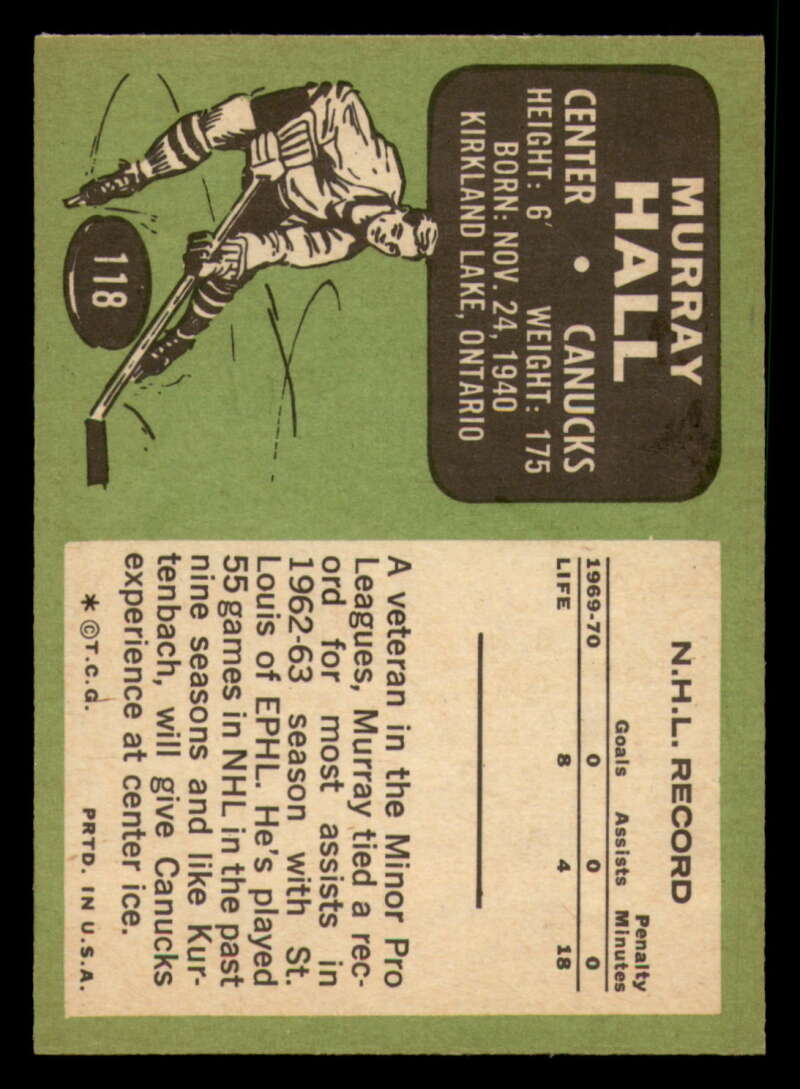 MURRAY
HALL
CENTER • CANUCKS
HEIGHT: 6′ WEIGHT: 175
BORN: NOV. 24, 1940
KIRKLAND LAKE, ONTARIO
118
N.H.L. RECORD
Goals Assists Penalty Minutes
1969-70 0 0 0
LIFE 8 4 18
A veteran in the Minor Pro
Leagues, Murray tied a rec-
ord for most assists in
1962-63 season with St.
Louis of EPHL. He's played
55 games in NHL in the past
nine seasons and like Kur-
tenbach, will give Canucks
experience at center ice.
* © T.C.G. PRTD. IN U.S.A.